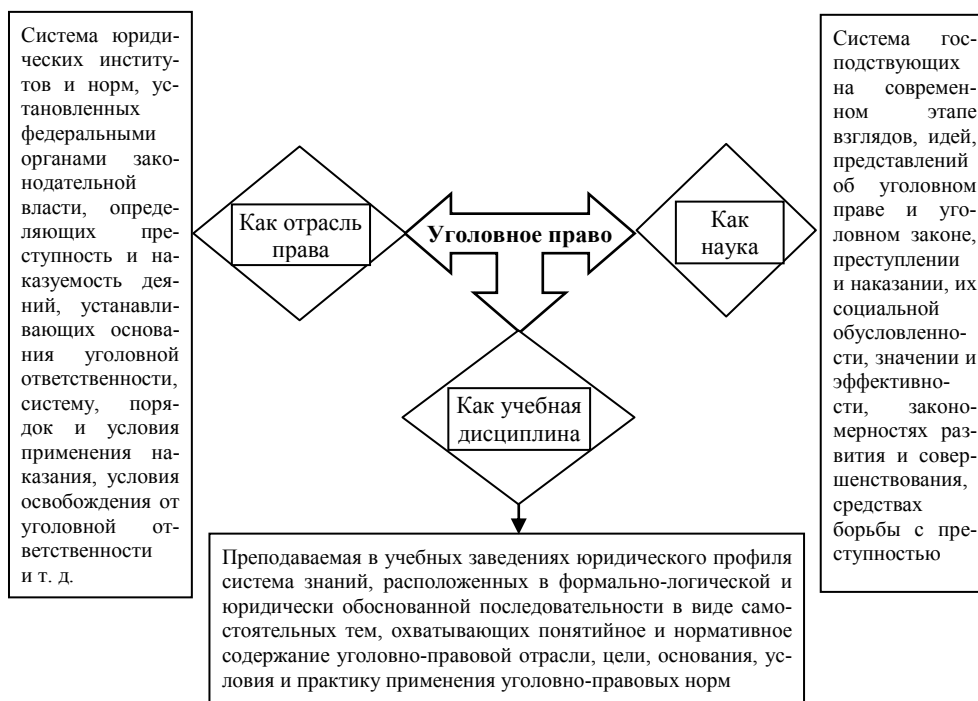 Система юриди-
ческих институ-
тов и норм, ус-
тановленных
федеральными
органами зако-
нодательной
власти, опреде-
ляющих пре-
ступность и на-
казуемость дея-
ний, устанавли-
вающих основа-
ния уголовной
ответственности,
систему, поря-
док и условия
применения на-
казания, условия
освобождения от
уголовной от-
ветственности
и т. д.
Как отрасль
права
Уголовное право
Как
наука
Система гос-
подствующих
на современ-
ном этапе
взглядов, идей,
представлений
об уголовном
праве и уго-
ловном законе,
преступлении
и наказании, их
социальной
обусловленно-
сти, значении и
эффективно-
сти, законо-
мерностях раз-
вития и совер-
шенствования,
средствах
борьбы с пре-
ступностью
Как учебная
дисциплина
Преподаваемая в учебных заведениях юридического профиля
система знаний, расположенных в формально-логической и
юридически обоснованной последовательности в виде само-
стоятельных тем, охватывающих понятийное и нормативное
содержание уголовно-правовой отрасли, цели, основания, ус-
ловия и практику применения уголовно-правовых норм